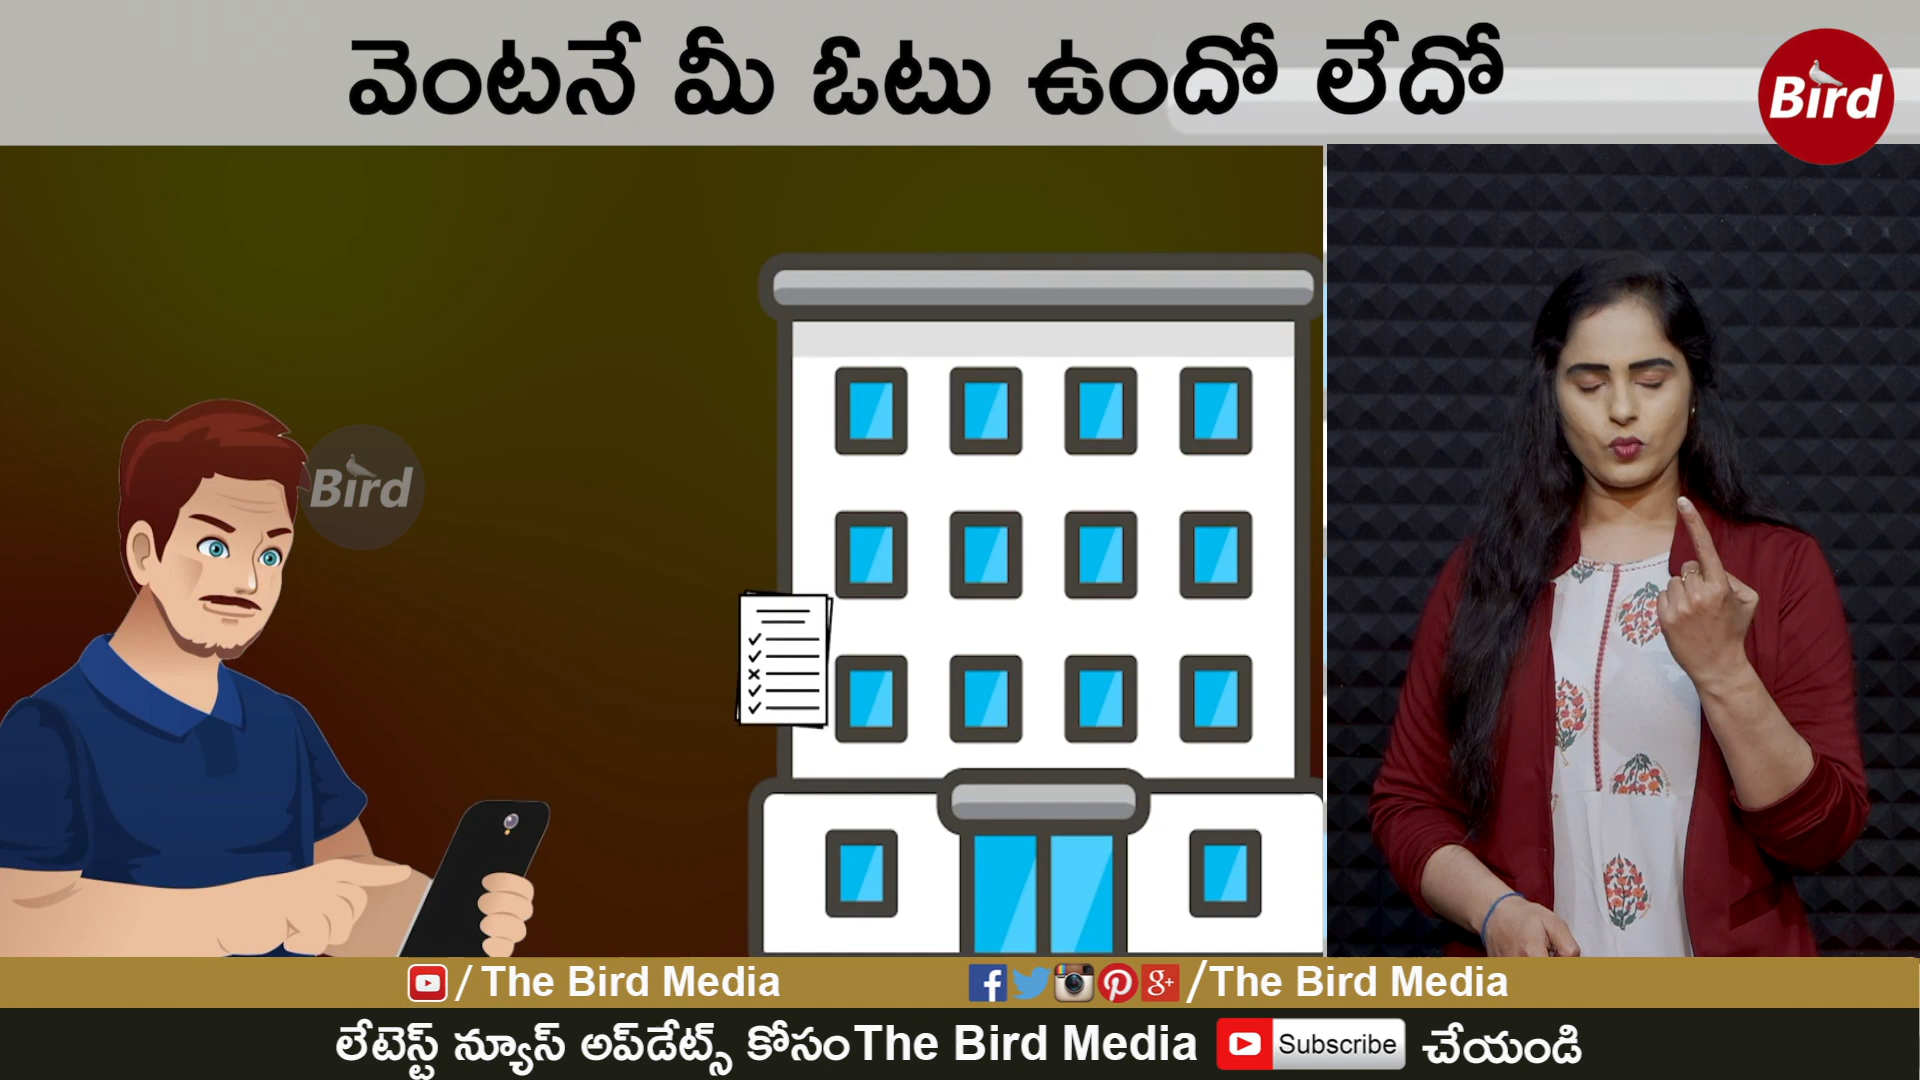 వెంటనే మీ ఓటు ఉందో లేదో
Bird
Bird
/ The Bird Media
/The Bird Media
లేటెస్ట్ న్యూస్ అప్‌డేట్స్ కోసం The Bird Media Subscribe చేయండి